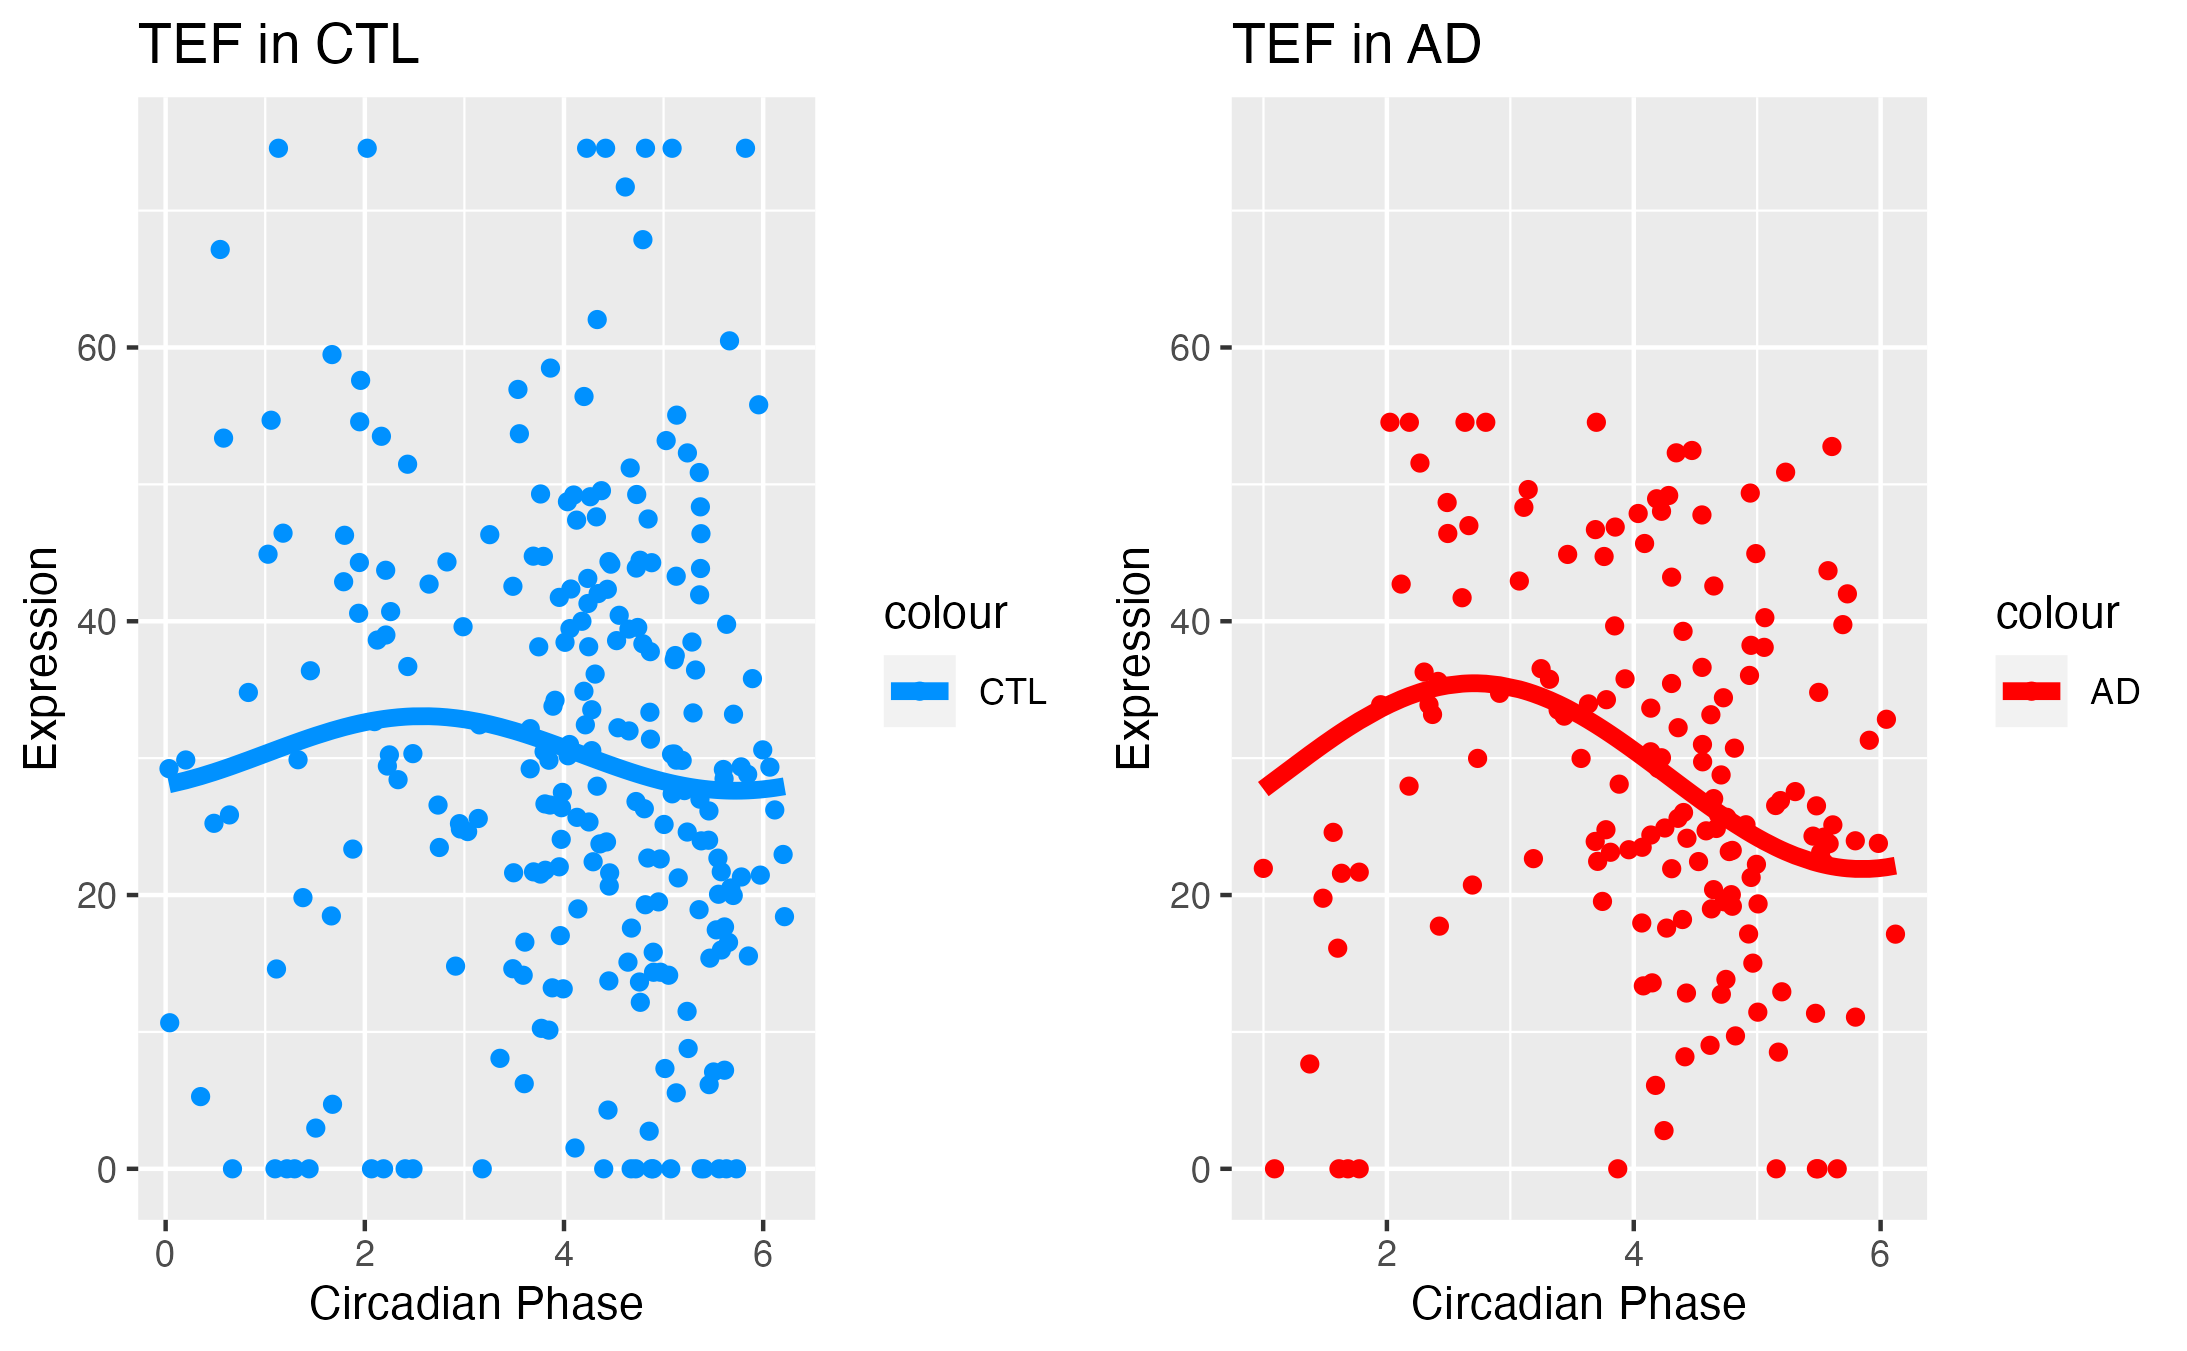 TEF in CTL
Expression
60
40
20
0
0 2 4 6
Circadian Phase
colour
CTL
TEF in AD
Expression
60
40
20
0
2 4 6
Circadian Phase
colour
AD